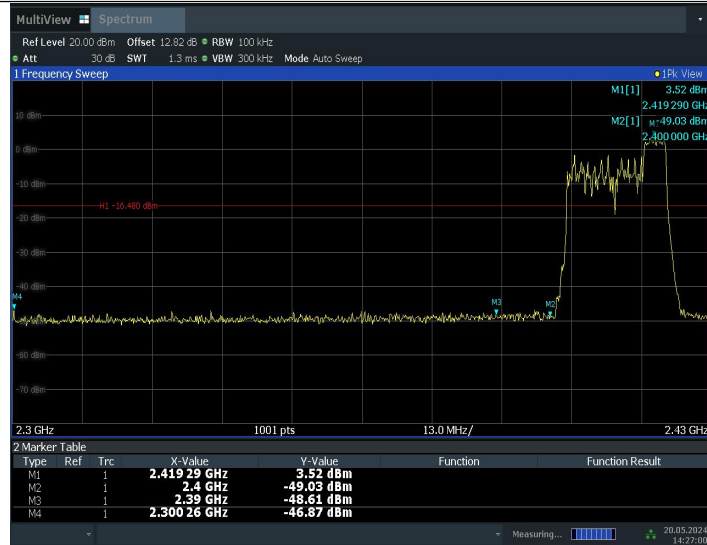 MultiView Spectrum
Ref Level 20.00 dBm Offset 12.82 dB RBW 100 kHz
Att 30 dB SWT 1.3 ms VBW 300 kHz Mode Auto Sweep
1 Frequency Sweep 1Pk View
M1[1] 3.52 dBm
2.419 290 GHz
10 dBm
M2[1] -49.03 dBm
2.400 000 GHz
0 dBm
-10 dBm
H1 -16.480 dBm
-20 dBm
-30 dBm
-40 dBm
M4
M3
M2
-60 dBm
-70 dBm
2.3 GHz 1001 pts 13.0 MHz/ 2.43 GHz
2 Marker Table
Type Ref Trc X-Value Y-Value Function Function Result
M1 1 2.419 29 GHz 3.52 dBm
M2 1 2.4 GHz -49.03 dBm
M3 1 2.39 GHz -48.61 dBm
M4 1 2.300 26 GHz -46.87 dBm
Measuring... 20.05.2024
14:27:00